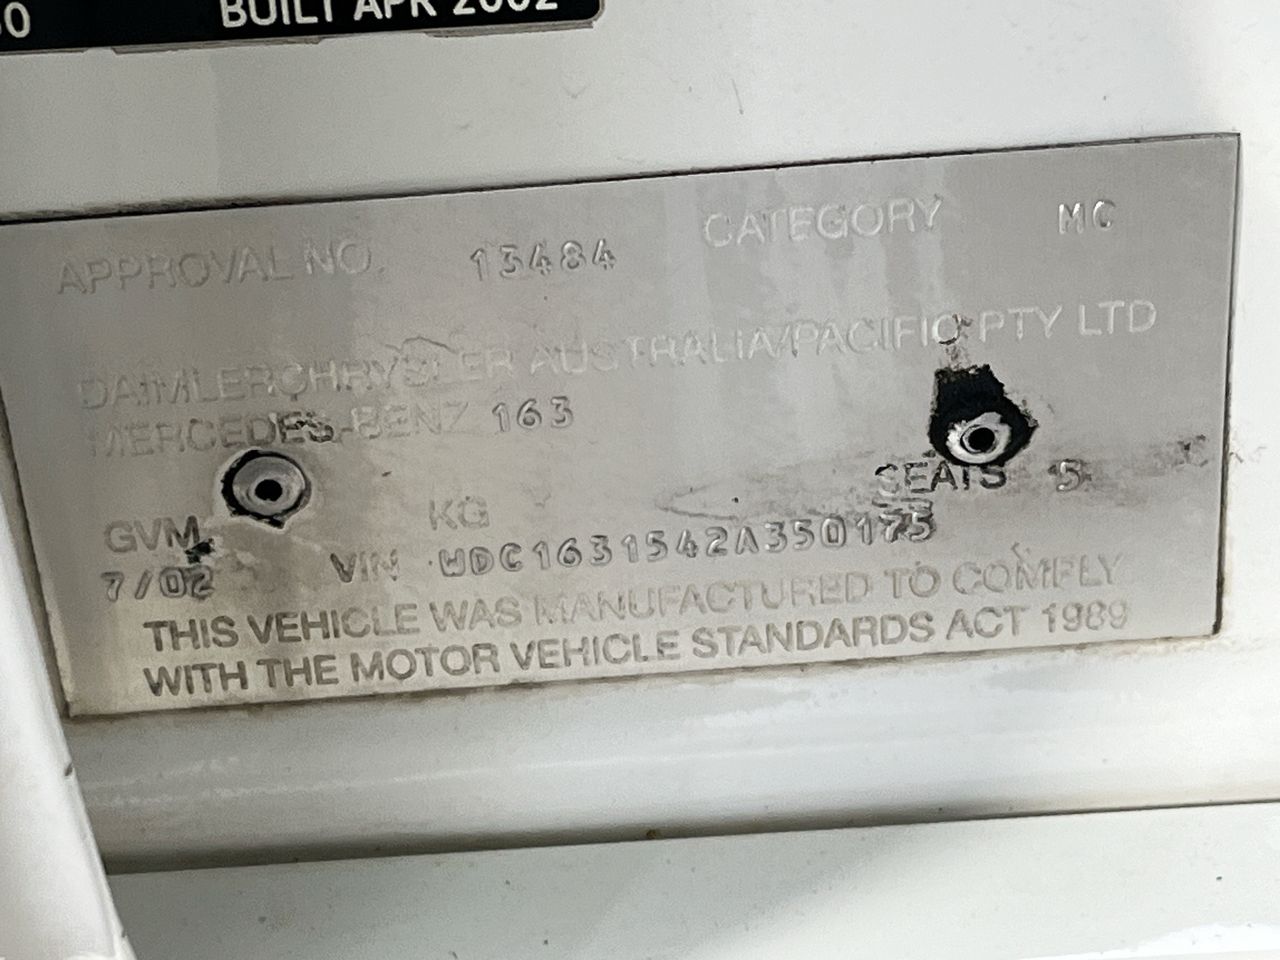 0 BUILT APR 2002
APPROVAL NO. 13484 CATEGORY MC
DAIMLERCHRYSLER AUSTRALIA/PACIFIC PTY LTD
MERCEDES-BENZ 163
SEATS 5
GVM KG
7/02 VIN WDC1631542A350175
THIS VEHICLE WAS MANUFACTURED TO COMPLY
WITH THE MOTOR VEHICLE STANDARDS ACT 1989